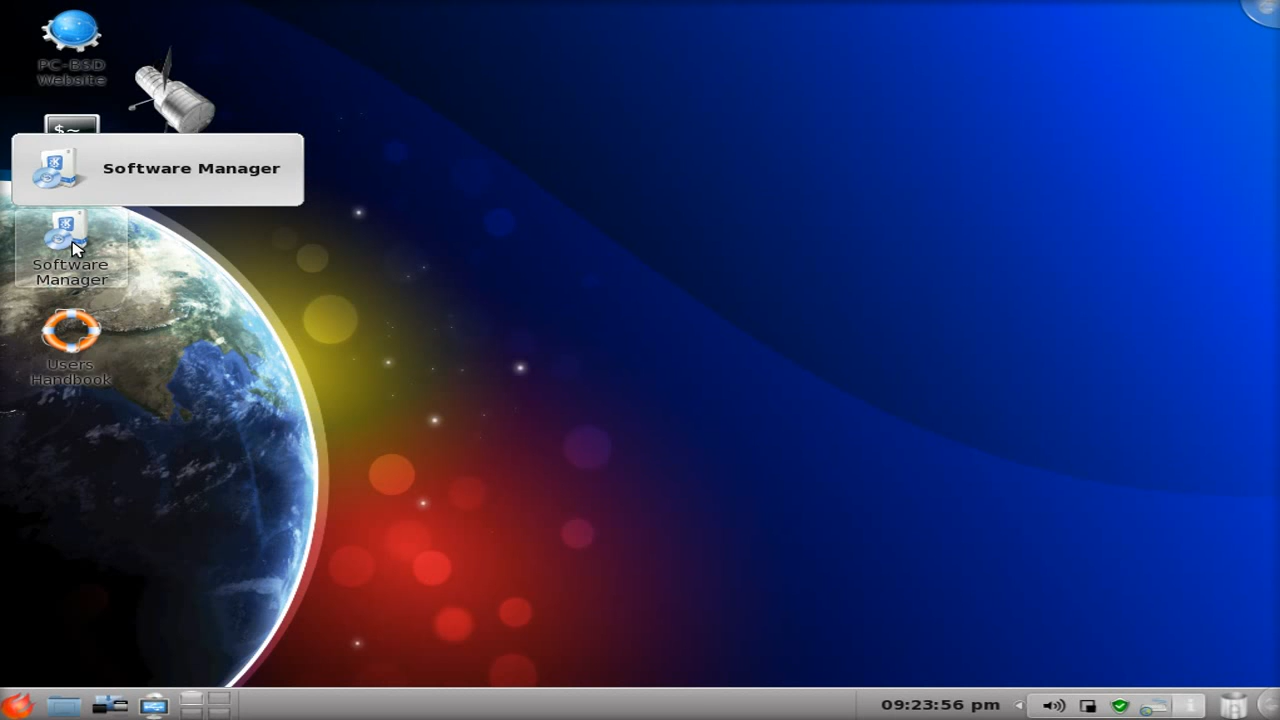 PC-BSD
Website
$~
Software Manager
Software
Manager
Users
Handbook
09:23:56 pm